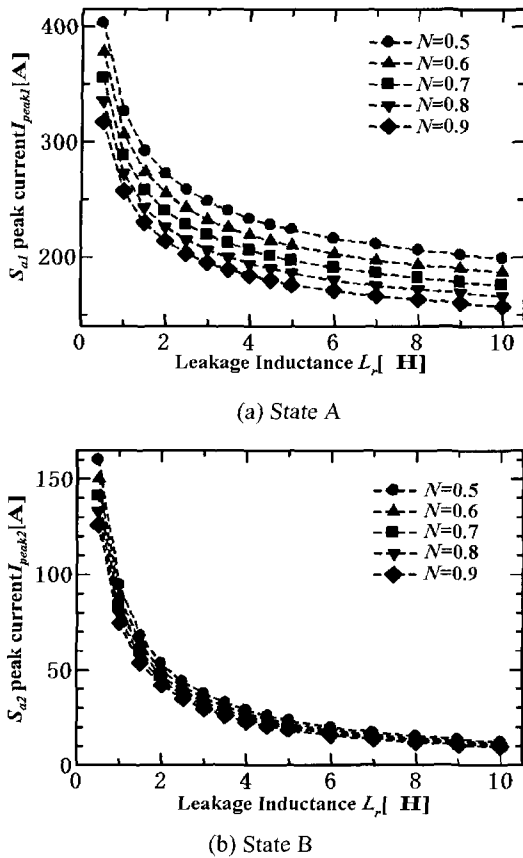 400
300
200
S_a1 peak current I_peak1 [A]
N=0.5
N=0.6
N=0.7
N=0.8
N=0.9
0 2 4 6 8 10
Leakage Inductance L_r [ H]
(a) State A
150
100
50
0
S_a2 peak current I_peak2 [A]
N=0.5
N=0.6
N=0.7
N=0.8
N=0.9
0 2 4 6 8 10
Leakage Inductance L_r [ H]
(b) State B